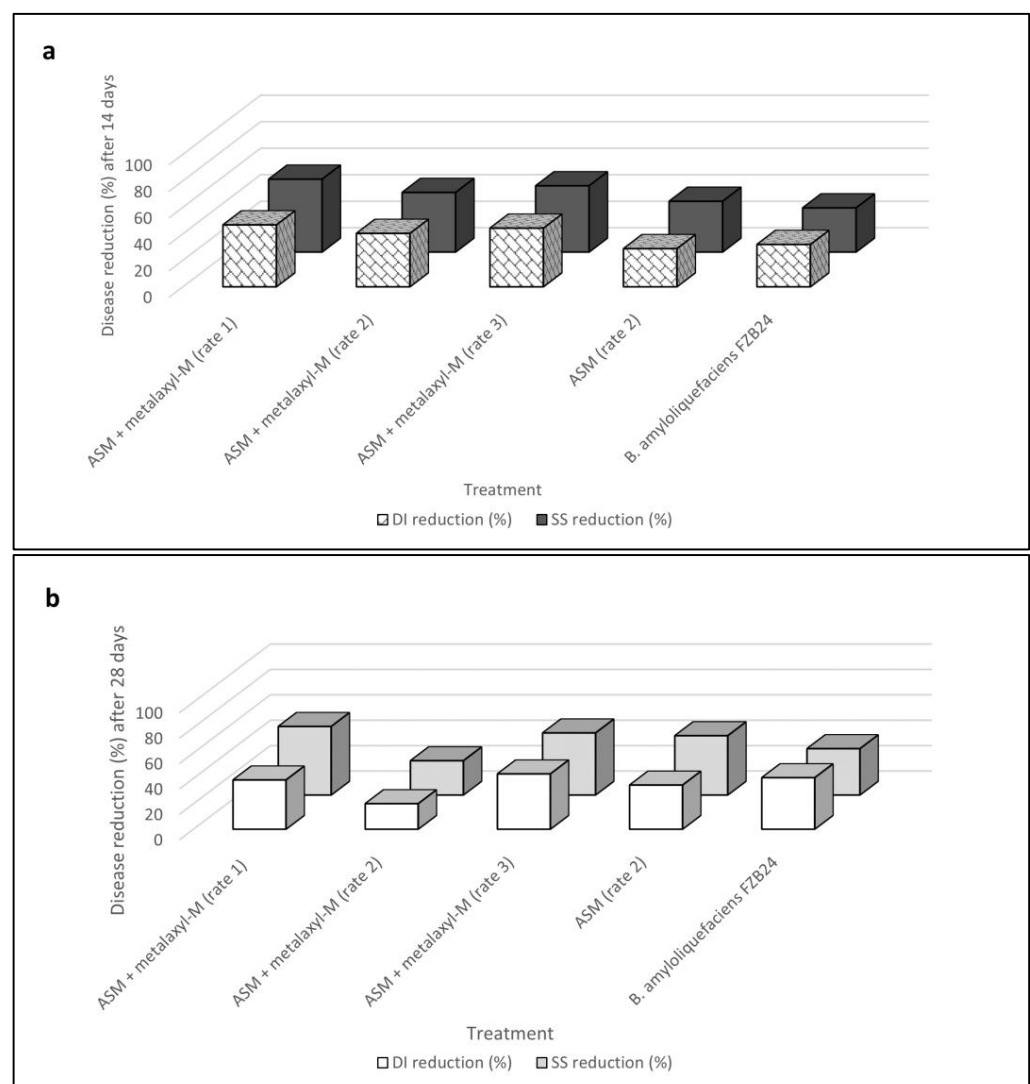 a
Disease reduction (%) after 14 days
100
80
60
40
20
0
ASM + metalaxyl-M (rate 1)
ASM + metalaxyl-M (rate 2)
ASM + metalaxyl-M (rate 3)
ASM (rate 2)
B. amyloliquefaciens FZB24
Treatment
DI reduction (%) SS reduction (%)
b
Disease reduction (%) after 28 days
100
80
60
40
20
0
ASM + metalaxyl-M (rate 1)
ASM + metalaxyl-M (rate 2)
ASM + metalaxyl-M (rate 3)
ASM (rate 2)
B. amyloliquefaciens FZB24
Treatment
DI reduction (%) SS reduction (%)